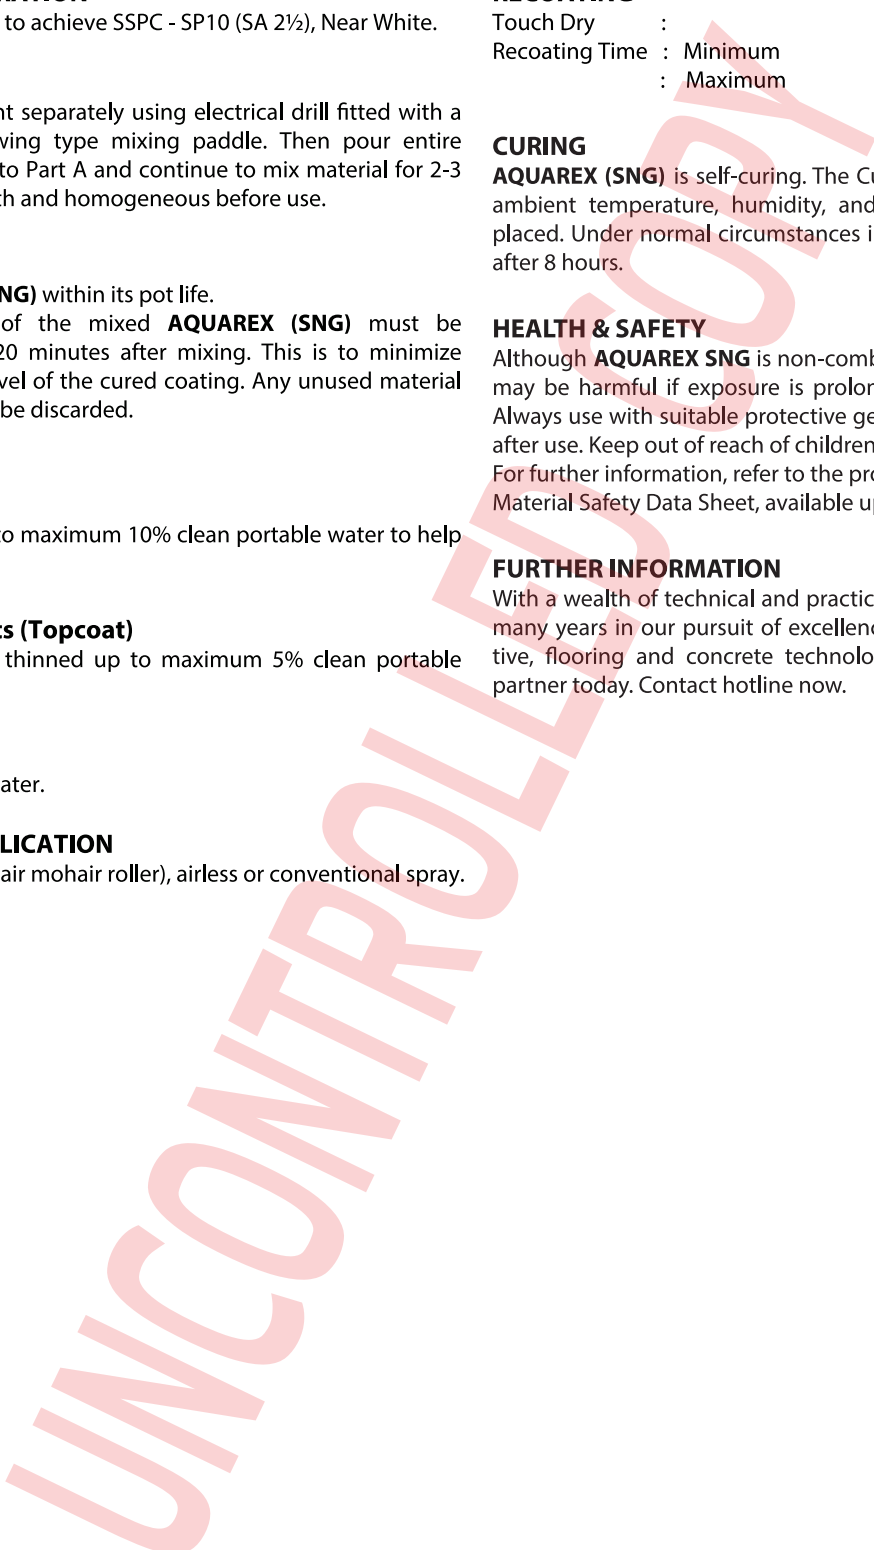 to achieve SSPC - SP10 (SA 2½), Near White.
separately using electrical drill fitted with a
type mixing paddle. Then pour entire
to Part A and continue to mix material for 2-3
and homogeneous before use.
NG) within its pot life.
of the mixed AQUAREX (SNG) must be
20 minutes after mixing. This is to minimize
vel of the cured coating. Any unused material
be discarded.
to maximum 10% clean portable water to help
ts (Topcoat)
thinned up to maximum 5% clean portable
ater.
LICATION
air mohair roller), airless or conventional spray.
RECOATING
Touch Dry :
Recoating Time : Minimum
: Maximum
CURING
AQUAREX (SNG) is self-curing. The Cu
ambient temperature, humidity, and
placed. Under normal circumstances i
after 8 hours.
HEALTH & SAFETY
Although AQUAREX SNG is non-comb
may be harmful if exposure is prolon
Always use with suitable protective ge
after use. Keep out of reach of children
For further information, refer to the pro
Material Safety Data Sheet, available u
FURTHER INFORMATION
With a wealth of technical and practic
many years in our pursuit of excellenc
tive, flooring and concrete technolo
partner today. Contact hotline now.
UNCONTROLLED COPY